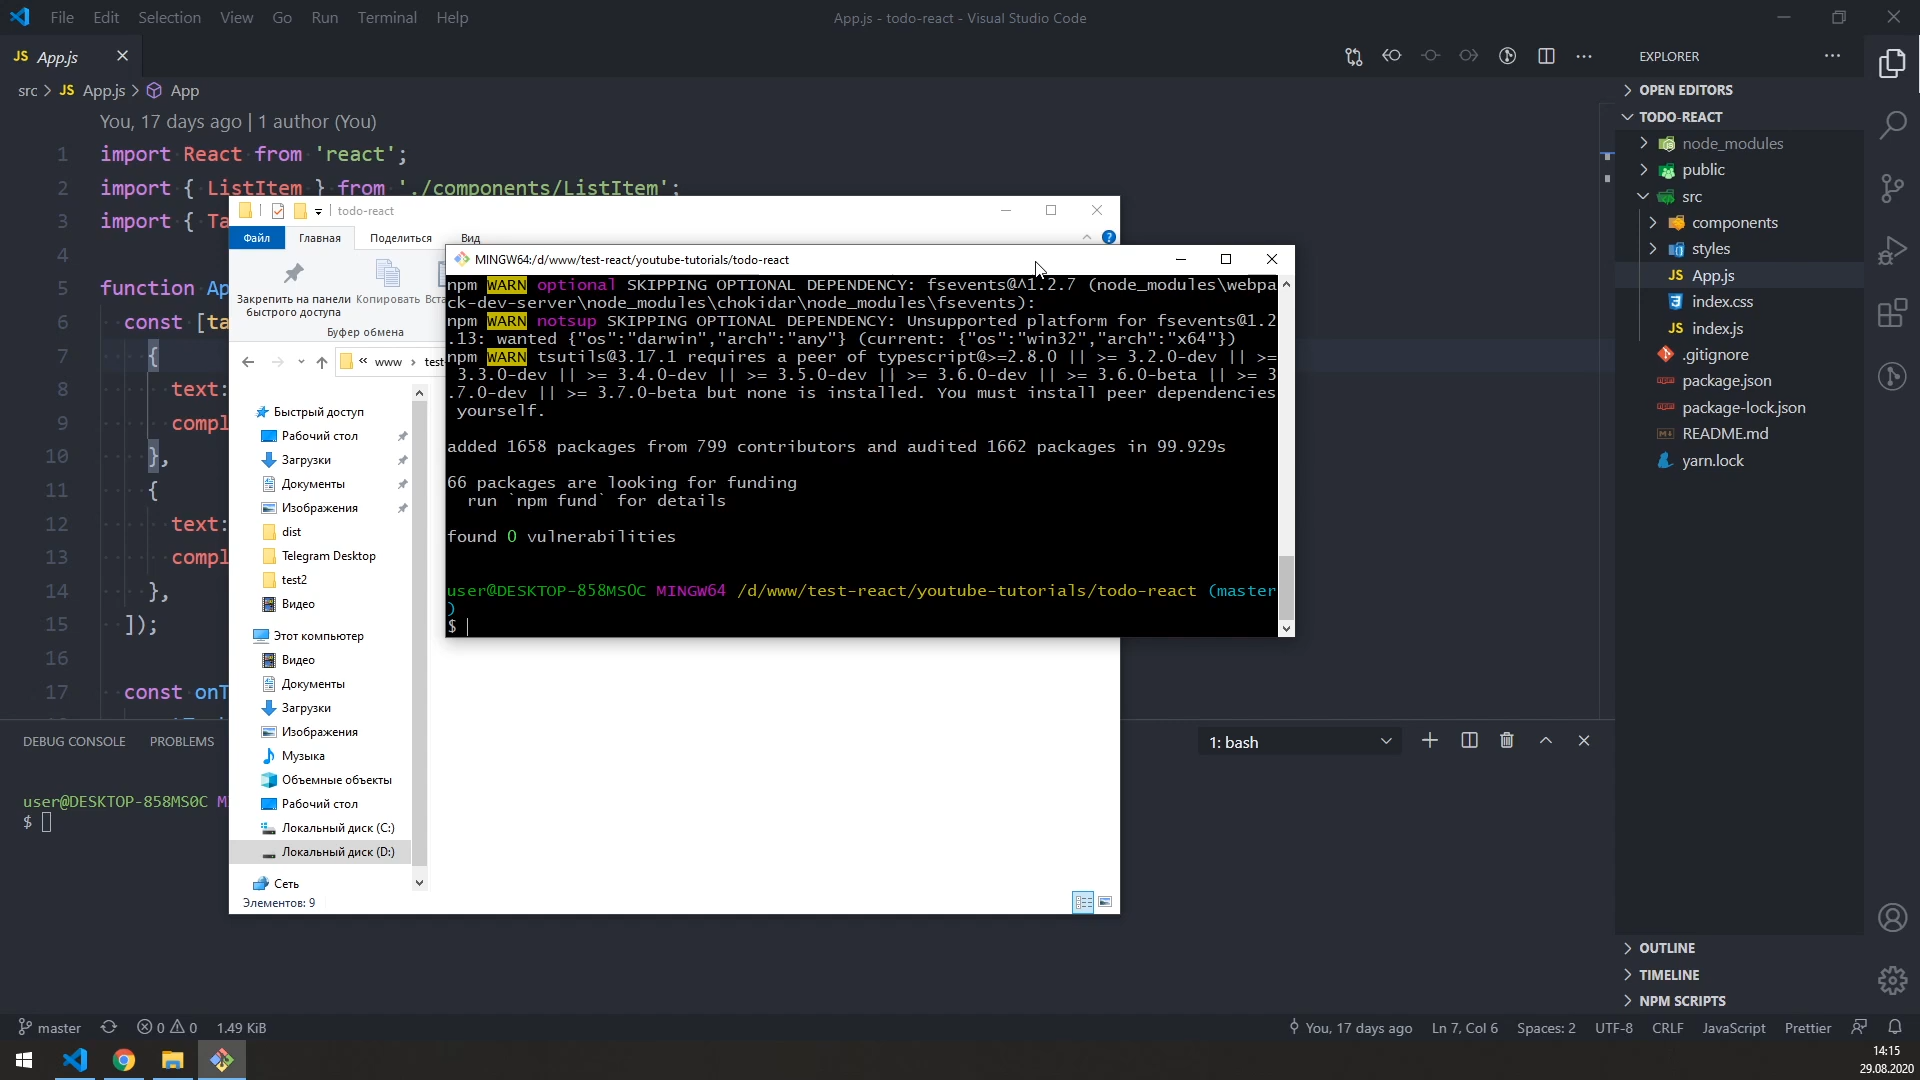 File Edit Selection View Go Run Terminal Help
App.js - todo-react - Visual Studio Code
JS App.js
src > JS App.js > App
You, 17 days ago | 1 author (You)
1 import React from 'react';
2 import { ListItem } from './components/ListItem';
3 import { Ta
4
5 function Ap
6 const [ta
7 {
8 text:
9 compl
10 },
11 {
12 text:
13 compl
14 },
15 ]);
16
17 const onT
DEBUG CONSOLE PROBLEMS
1: bash
user@DESKTOP-858MS0C M
$
todo-react
Файл Главная Поделиться Вид
Закрепить на панели быстрого доступа
Копировать
Вста
Буфер обмена
« www > test
Быстрый доступ
Рабочий стол
Загрузки
Документы
Изображения
dist
Telegram Desktop
test2
Видео
Этот компьютер
Видео
Документы
Загрузки
Изображения
Музыка
Объемные объекты
Рабочий стол
Локальный диск (C:)
Локальный диск (D:)
Сеть
Элементов: 9
MINGW64:/d/www/test-react/youtube-tutorials/todo-react
npm WARN optional SKIPPING OPTIONAL DEPENDENCY: fsevents@^1.2.7 (node_modules\webpa
ck-dev-server\node_modules\chokidar\node_modules\fsevents):
npm WARN notsup SKIPPING OPTIONAL DEPENDENCY: Unsupported platform for fsevents@1.2
.13: wanted {"os":"darwin","arch":"any"} (current: {"os":"win32","arch":"x64"})
npm WARN tsutils@3.17.1 requires a peer of typescript@>=2.8.0 || >= 3.2.0-dev || >=
3.3.0-dev || >= 3.4.0-dev || >= 3.5.0-dev || >= 3.6.0-dev || >= 3.6.0-beta || >= 3
.7.0-dev || >= 3.7.0-beta but none is installed. You must install peer dependencies
yourself.
added 1658 packages from 799 contributors and audited 1662 packages in 99.929s
66 packages are looking for funding
run `npm fund` for details
found 0 vulnerabilities
user@DESKTOP-858MS0C MINGW64 /d/www/test-react/youtube-tutorials/todo-react (master
)
$
EXPLORER
OPEN EDITORS
TODO-REACT
node_modules
public
src
components
styles
JS App.js
index.css
JS index.js
.gitignore
package.json
package-lock.json
README.md
yarn.lock
OUTLINE
TIMELINE
NPM SCRIPTS
master 0 0 1.49 KiB
You, 17 days ago Ln 7, Col 6 Spaces: 2 UTF-8 CRLF JavaScript Prettier
14:15
29.08.2020